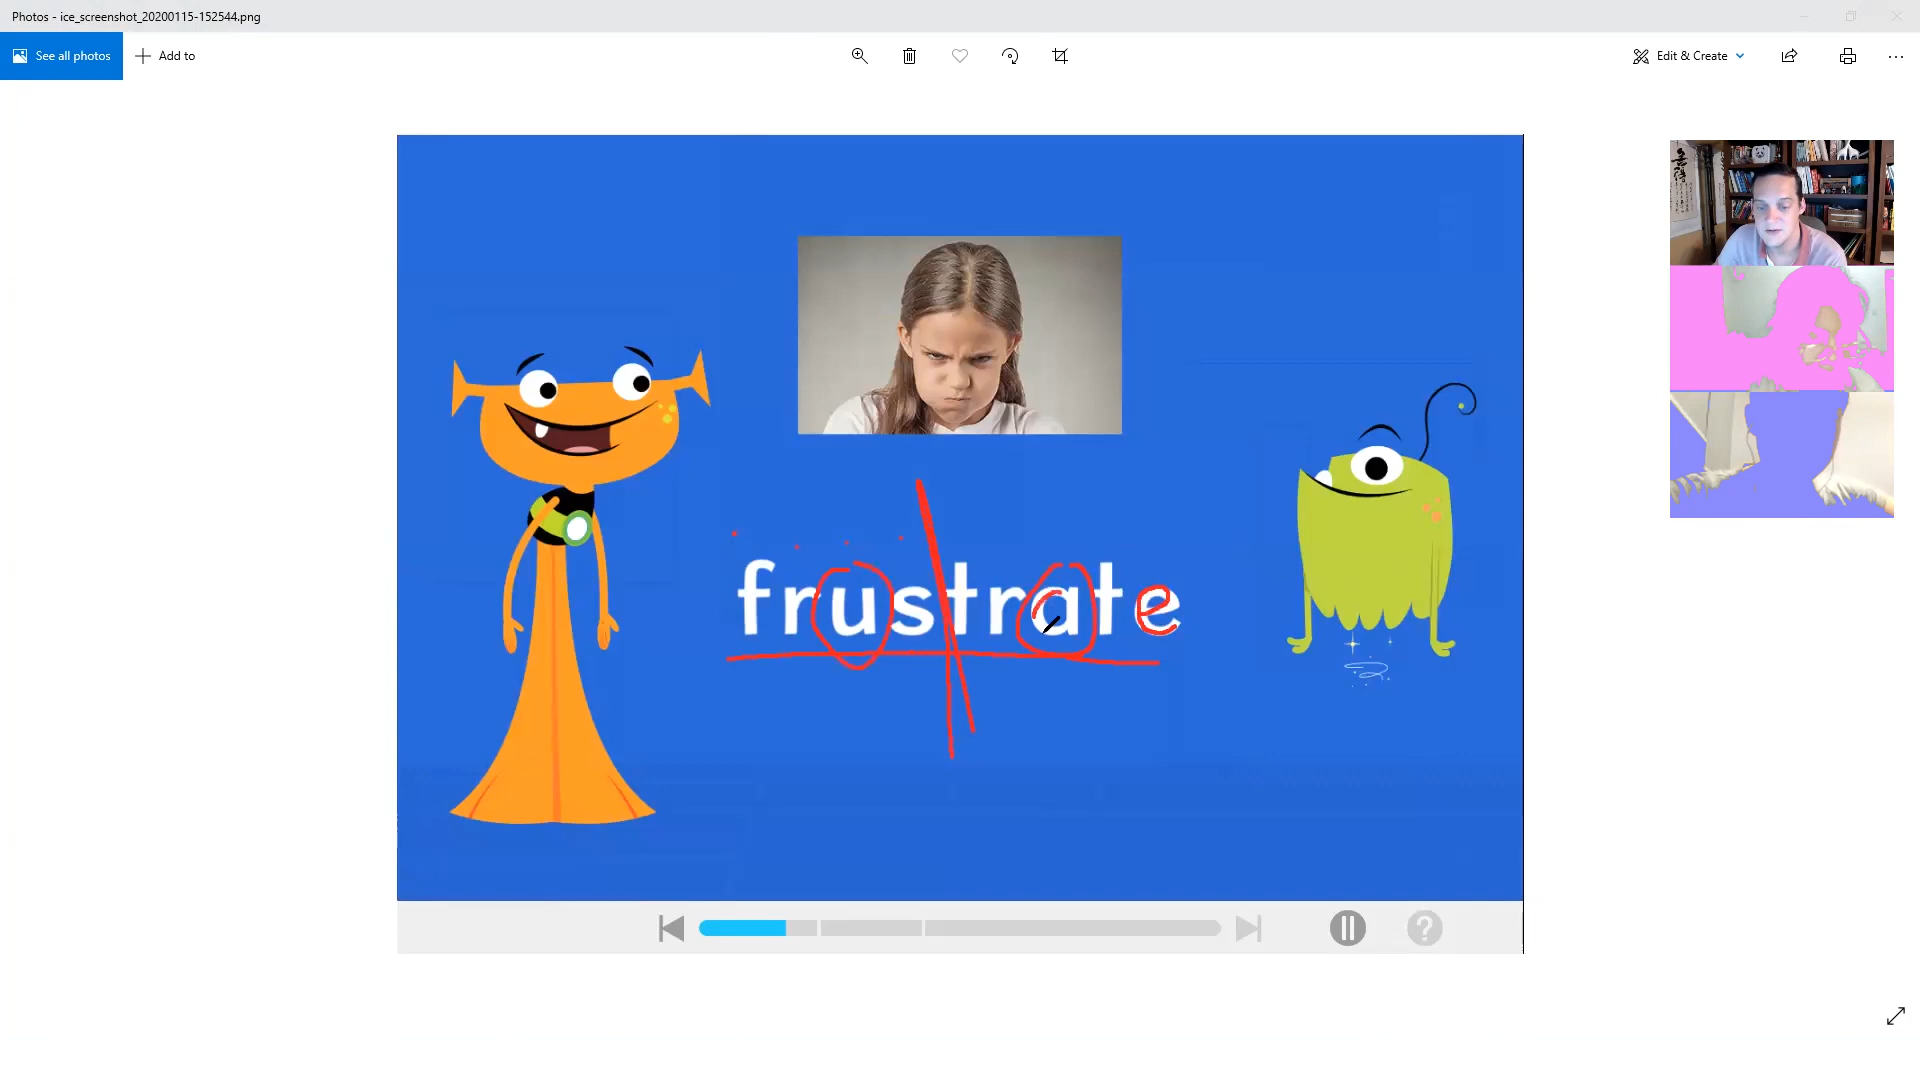 Photos - ice_screenshot_20200115-152544.png
See all photos
Add to
Edit & Create
frustrate